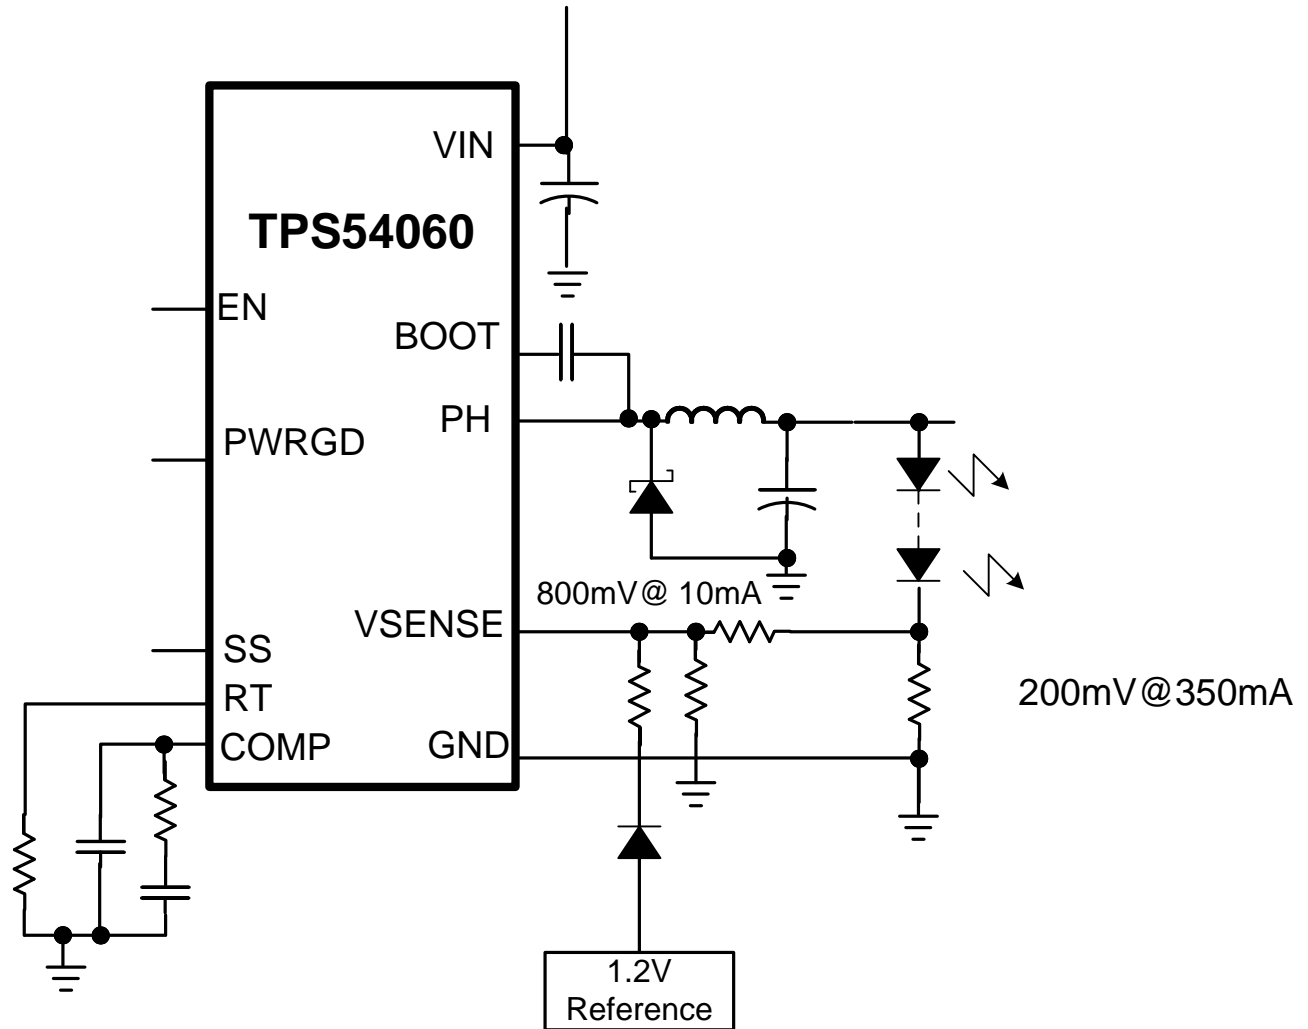 VIN
TPS54060
EN
BOOT
PH
PWRGD
800mV@ 10mA
VSENSE
SS
200mV@350mA
RT
COMP
GND
1.2V
Reference